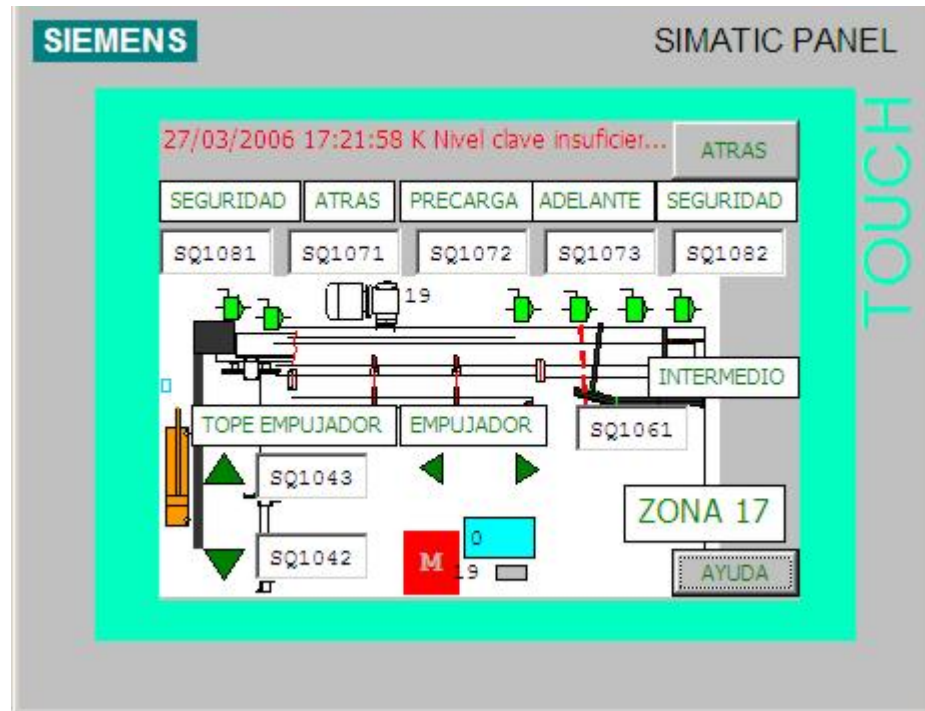 SIEMENS
SIMATIC PANEL
TOUCH
27/03/2006 17:21:58 K Nivel clave insuficier...
ATRAS
SEGURIDAD ATRAS PRECARGA ADELANTE SEGURIDAD
SQ1081 SQ1071 SQ1072 SQ1073 SQ1082
19
INTERMEDIO
TOPE EMPUJADOR EMPUJADOR SQ1061
SQ1043
ZONA 17
0
SQ1042 M 19 AYUDA